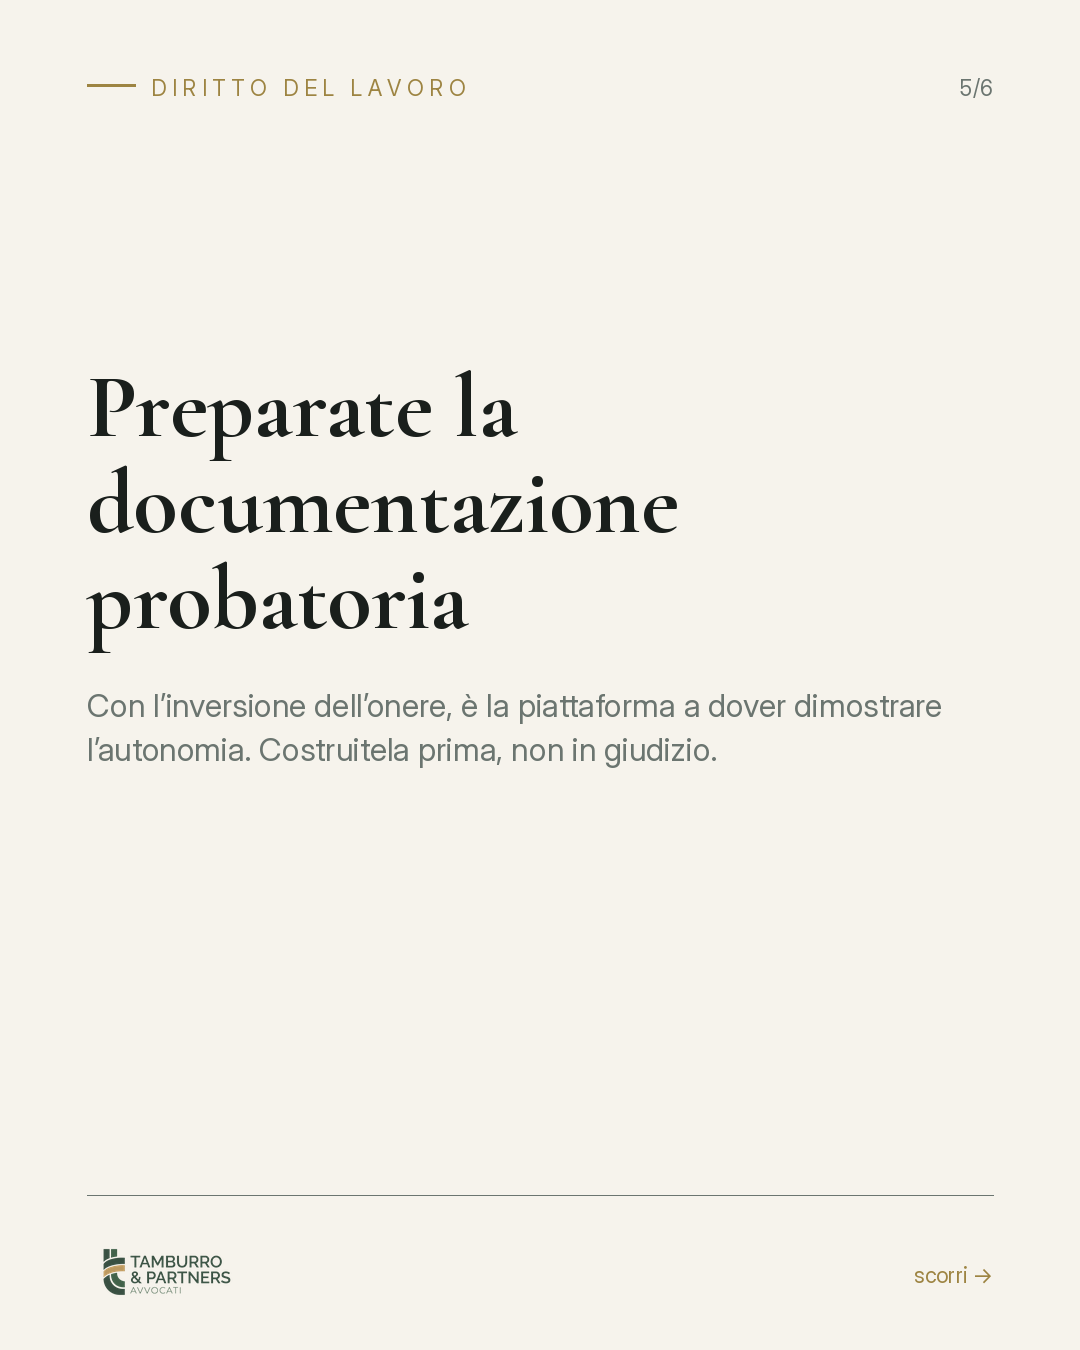 DIRITTO DEL LAVORO
5/6
Preparate la
documentazione
probatoria
Con l’inversione dell’onere, è la piattaforma a dover dimostrare
l’autonomia. Costruitela prima, non in giudizio.
TAMBURRO
& PARTNERS
AVVOCATI
scorri →